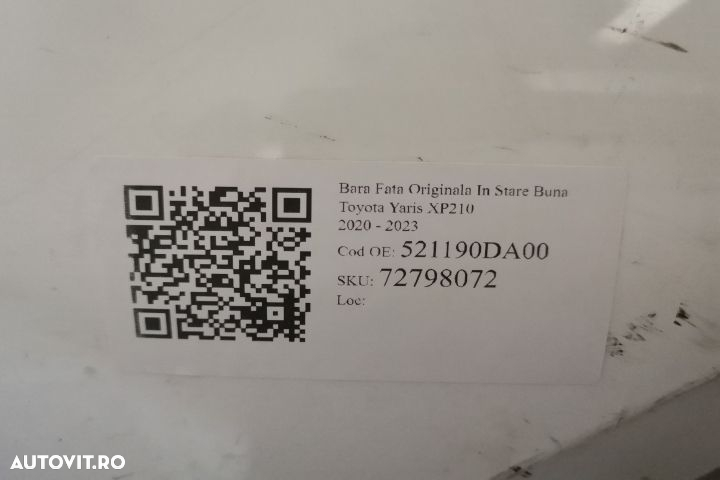 Bara Fata Originala In Stare Buna
Toyota Yaris XP210
2020 - 2023
Cod OE: 521190DA00
SKU: 72798072
Loc:
AUTOVIT.RO